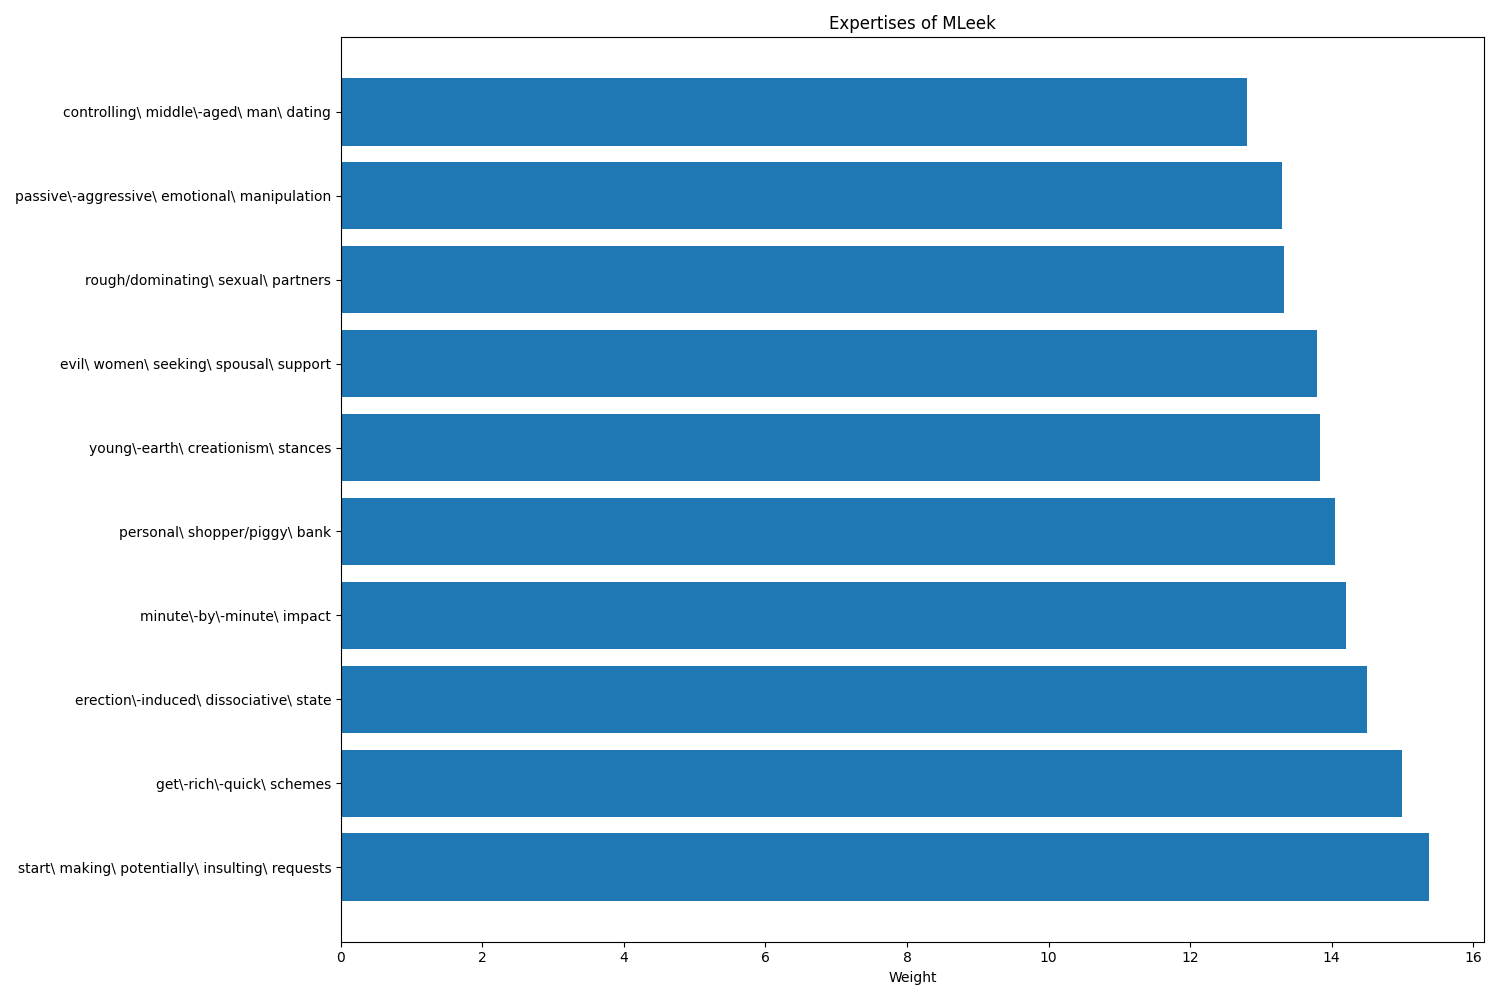 Expertises of MLeek
controlling\ middle\-aged\ man\ dating
passive\-aggressive\ emotional\ manipulation
rough/dominating\ sexual\ partners
evil\ women\ seeking\ spousal\ support
young\-earth\ creationism\ stances
personal\ shopper/piggy\ bank
minute\-by\-minute\ impact
erection\-induced\ dissociative\ state
get\-rich\-quick\ schemes
start\ making\ potentially\ insulting\ requests
0 2 4 6 8 10 12 14 16
Weight